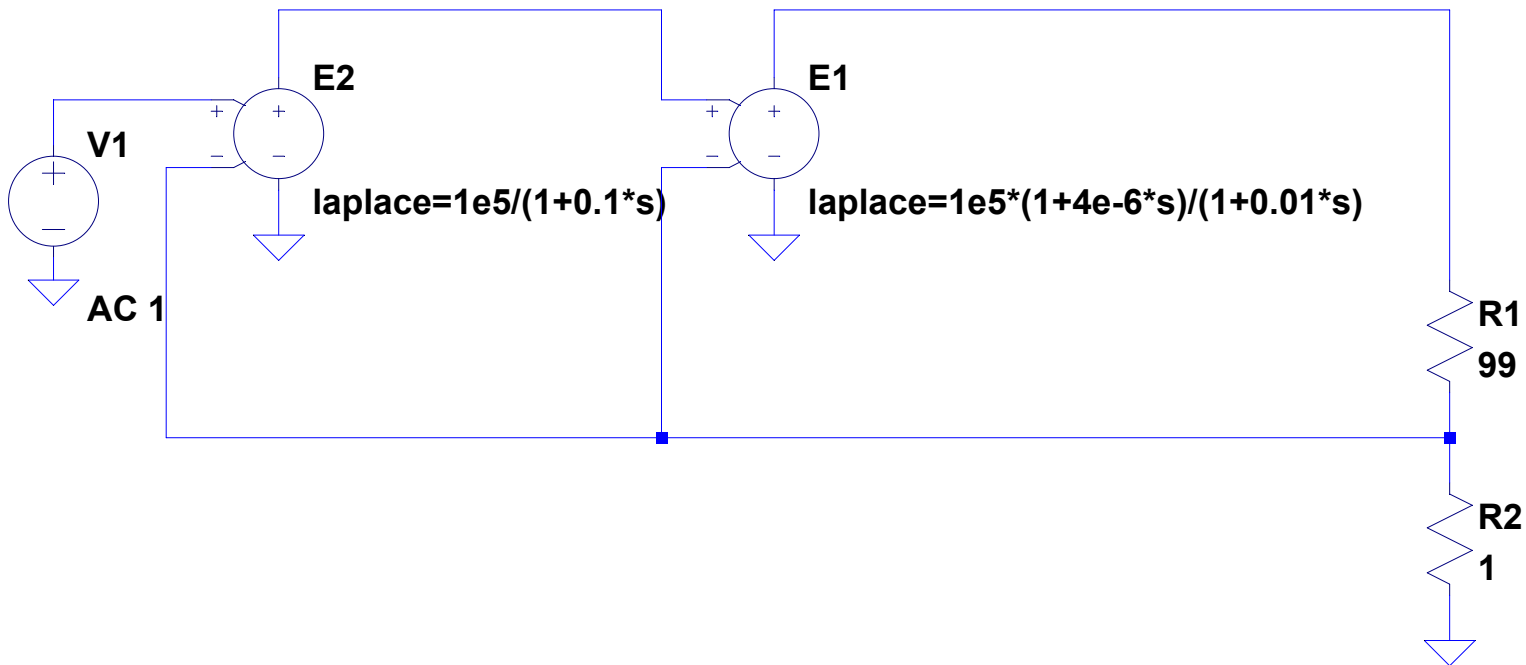 E2
E1
V1
laplace=1e5/(1+0.1*s)
laplace=1e5*(1+4e-6*s)/(1+0.01*s)
AC 1
R1
99
R2
1